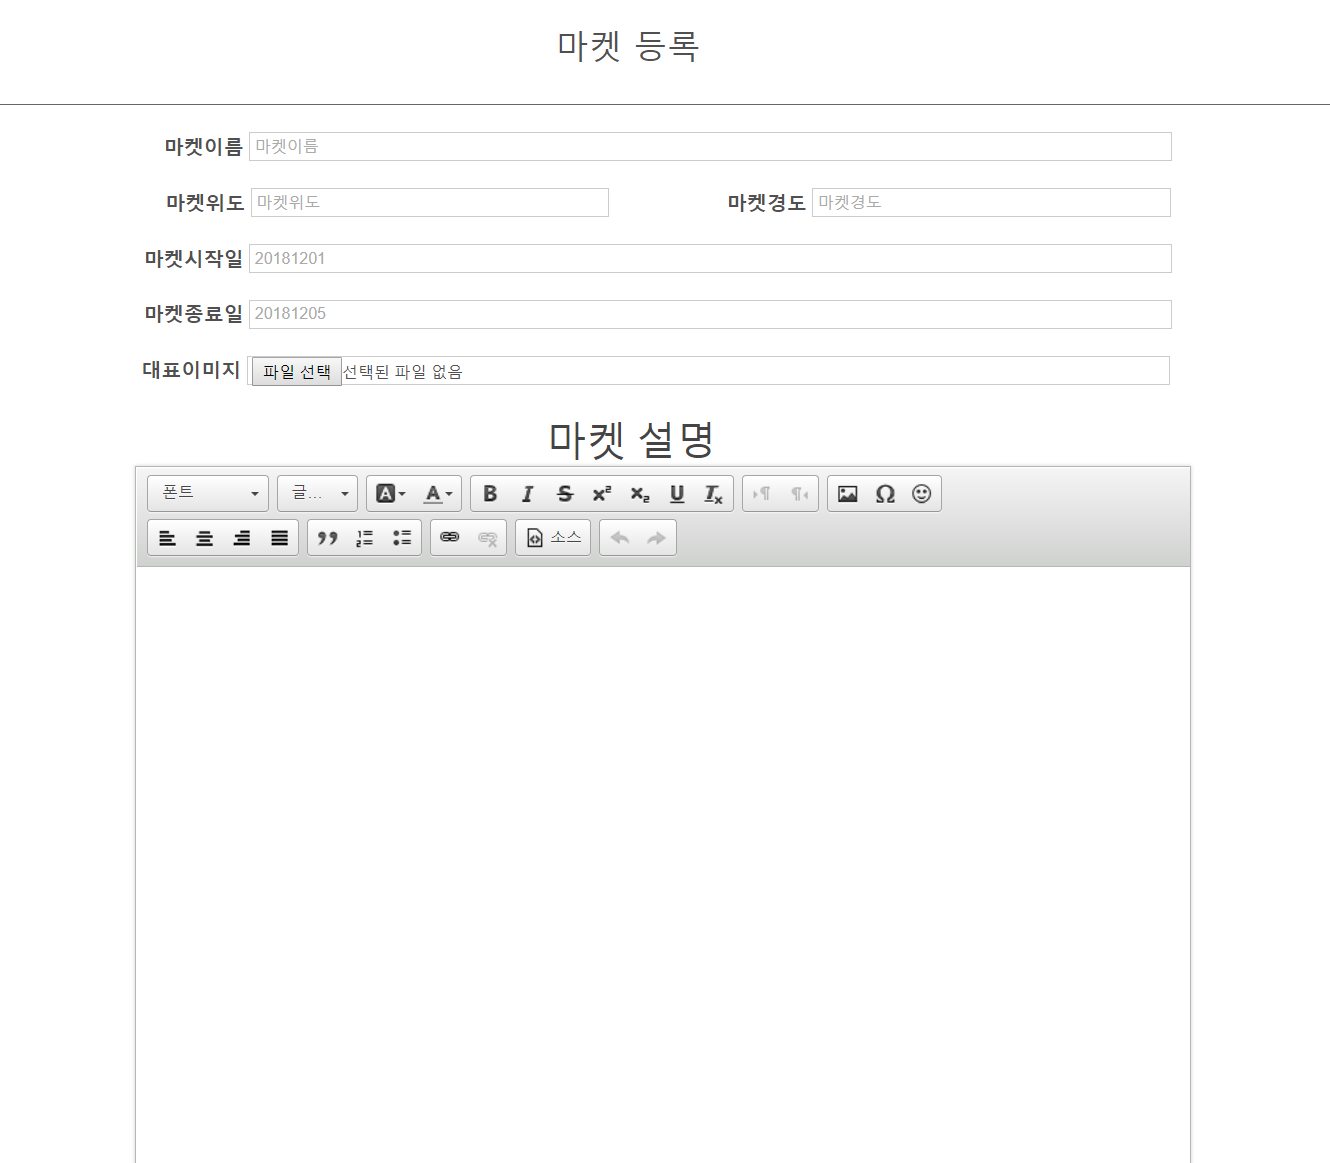 마켓 등록
마켓이름 마켓이름
마켓위도 마켓위도 마켓경도 마켓경도
마켓시작일 20181201
마켓종료일 20181205
대표이미지 파일 선택 선택된 파일 없음
마켓 설명
폰트 글... A A B I S x² x₂ U Tx ¶ ¶ Ω
소스